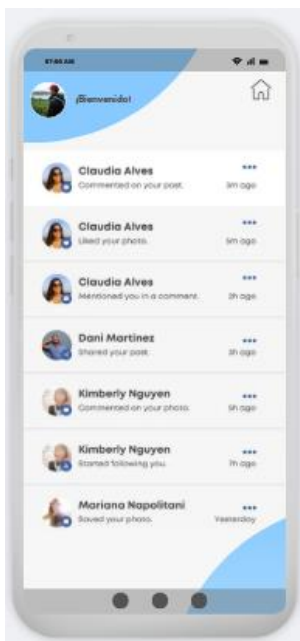 07:00 AM
¡Bienvenido!
Claudia Alves
Commented on your post.
3m ago
Claudia Alves
Liked your photo.
5m ago
Claudia Alves
Mentioned you in a comment.
2h ago
Dani Martinez
Shared your post.
3h ago
Kimberly Nguyen
Commented on your photo.
5h ago
Kimberly Nguyen
Started following you.
7h ago
Mariana Napolitani
Saved your photo.
Yesterday